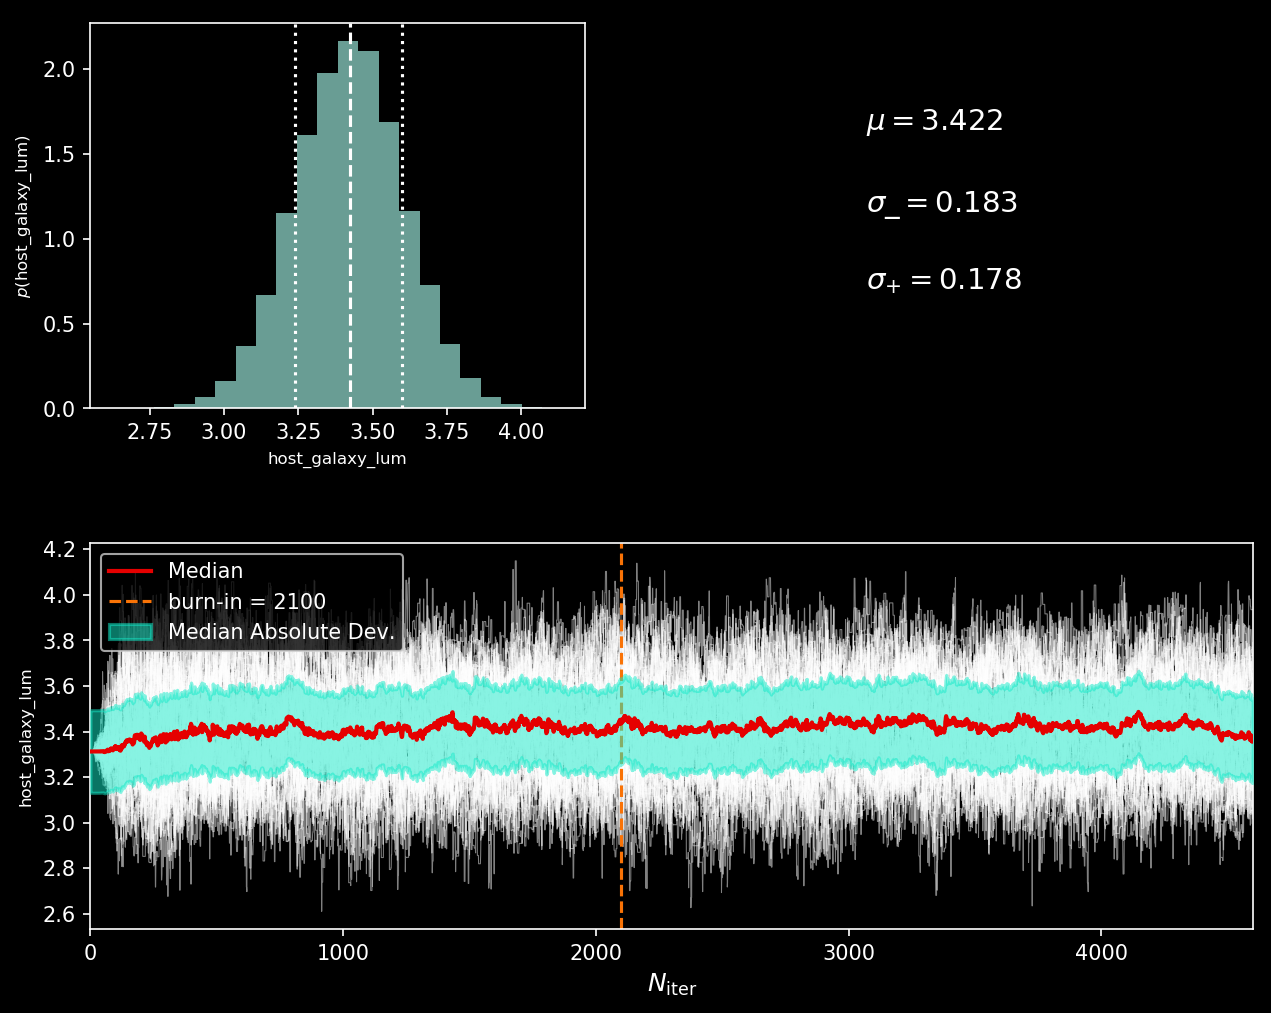 2.0
1.5
1.0
0.5
0.0
p(host_galaxy_lum)
2.75 3.00 3.25 3.50 3.75 4.00
host_galaxy_lum
μ = 3.422
σ_− = 0.183
σ_+ = 0.178
4.2
4.0
3.8
3.6
3.4
3.2
3.0
2.8
2.6
host_galaxy_lum
Median
burn-in = 2100
Median Absolute Dev.
0 1000 2000 3000 4000
N_iter